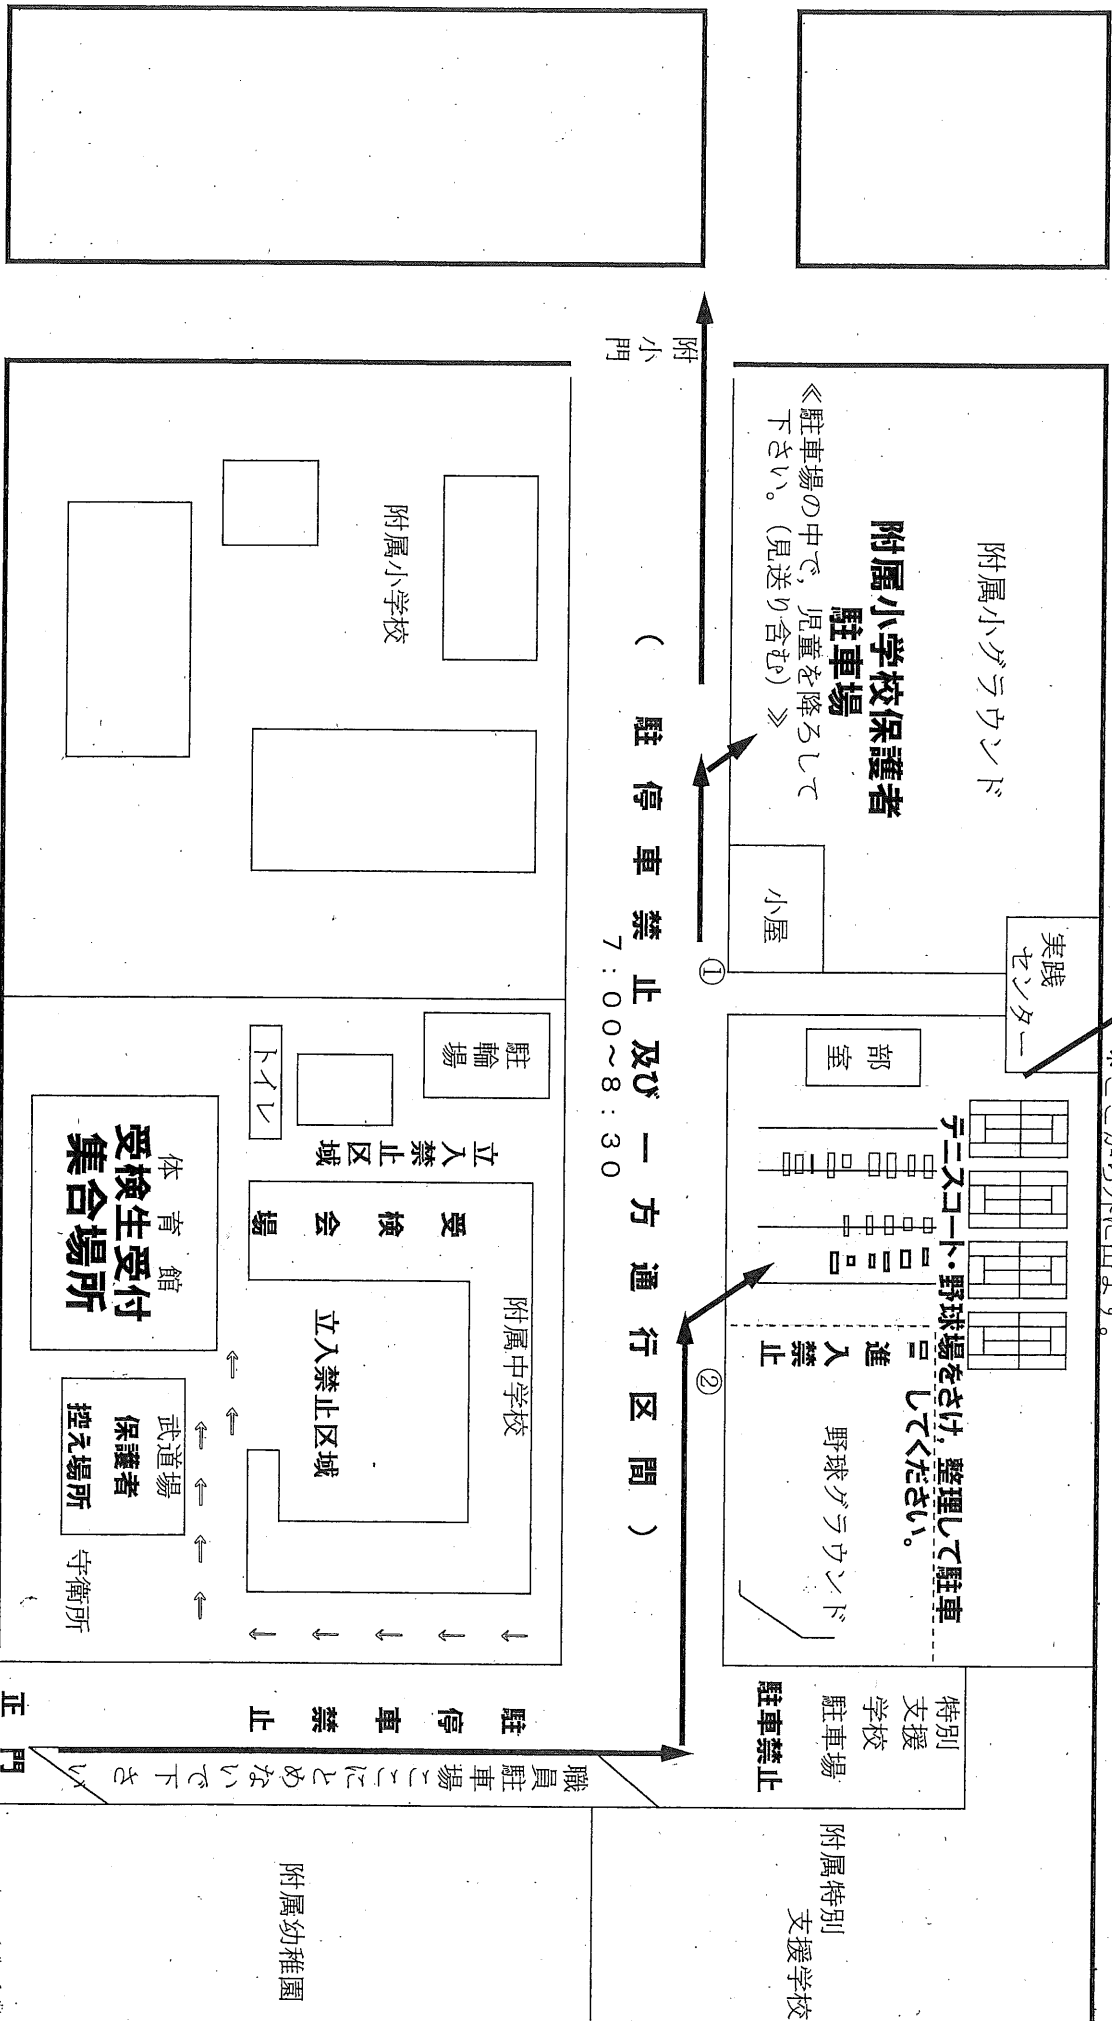 附小門
附属小グラウンド
附属小学校保護者
駐車場
≪駐車場の中で，児童を降ろして
下さい。（見送り含む）≫
小屋
実践
センター
①
部室
テニスコート・野球場をさけ，整理して駐車
してください。
進入禁止
野球グラウンド
②
特別
支援
学校
駐車場
駐車禁止
附属特別
支援学校
（駐停車禁止及び一方通行区間）
7：00～8：30
附属小学校
駐輪場
トイレ
立入禁止区域
受検会場
附属中学校
立入禁止区域
体育館
受検生受付
集合場所
武道場
保護者
控え場所
守衛所
駐停車禁止
職員駐車場ここにとめないで下さい
正門
附属幼稚園